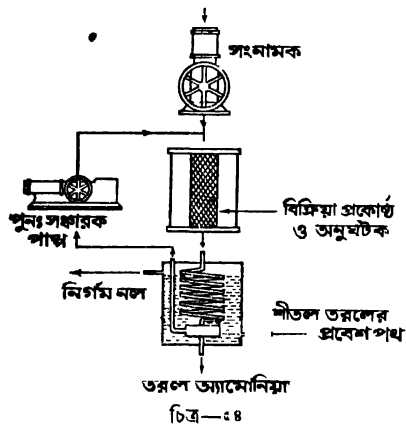 সংনামক
বিক্রিয়া প্রকোষ্ঠ
ও অনুঘটক
পুনঃ সঞ্চারক
পাম্প
নির্গম নল
শীতল তরলের
প্রবেশ পথ
তরল অ্যামোনিয়া
চিত্র—৫৪